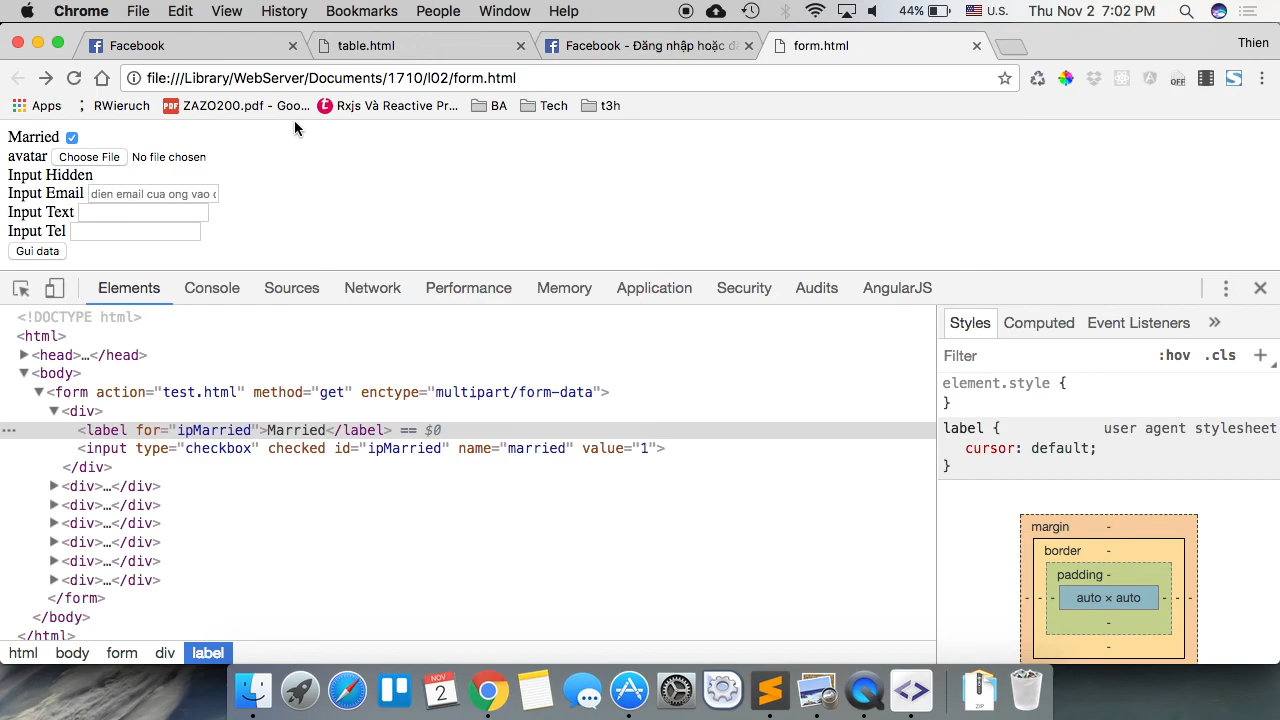 Chrome File Edit View History Bookmarks People Window Help 44% U.S. Thu Nov 2 7:02 PM
Facebook table.html Facebook - Đăng nhập hoặc đ form.html Thien
file:///Library/WebServer/Documents/1710/l02/form.html OFF
Apps RWieruch ZAZO200.pdf - Goo... Rxjs Và Reactive Pr... BA Tech t3h
Married
avatar Choose File No file chosen
Input Hidden
Input Email dien email cua ong vao
Input Text
Input Tel
Gui data
Elements Console Sources Network Performance Memory Application Security Audits AngularJS
<!DOCTYPE html>
<html>
<head>…</head>
<body>
<form action="test.html" method="get" enctype="multipart/form-data">
<div>
<label for="ipMarried">Married</label> == $0
<input type="checkbox" checked id="ipMarried" name="married" value="1">
</div>
<div>…</div>
<div>…</div>
<div>…</div>
<div>…</div>
<div>…</div>
<div>…</div>
</form>
</body>
</html>
html body form div label
Styles Computed Event Listeners »
Filter :hov .cls +
element.style {
}
label { user agent stylesheet
cursor: default;
}
margin -
border -
padding -
- - - auto × auto - - -
-
-
NOV
2
ZIP